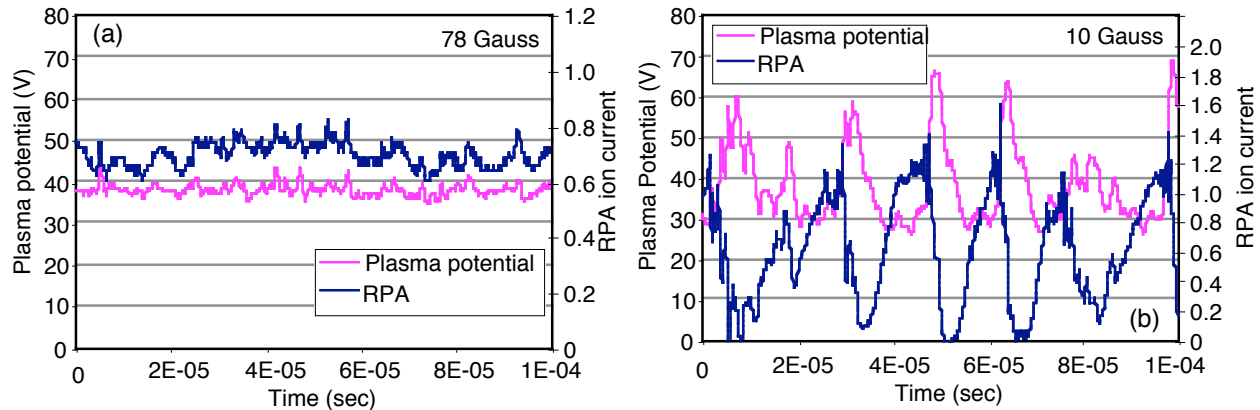 (a)
78 Gauss
Plasma potential (V)
80
70
60
50
40
30
20
10
0
1.2
1.0
0.8
0.6
0.4
0.2
0
RPA ion current
Plasma potential
RPA
0
2E-05
4E-05
6E-05
8E-05
1E-04
Time (sec)
Plasma potential
RPA
10 Gauss
Plasma Potential (V)
80
70
60
50
40
30
20
10
0
2.0
1.8
1.6
1.4
1.2
1.0
0.8
0.6
0.4
0.2
0
RPA ion current
(b)
0
2E-05
4E-05
6E-05
8E-05
1E-04
Time (sec)